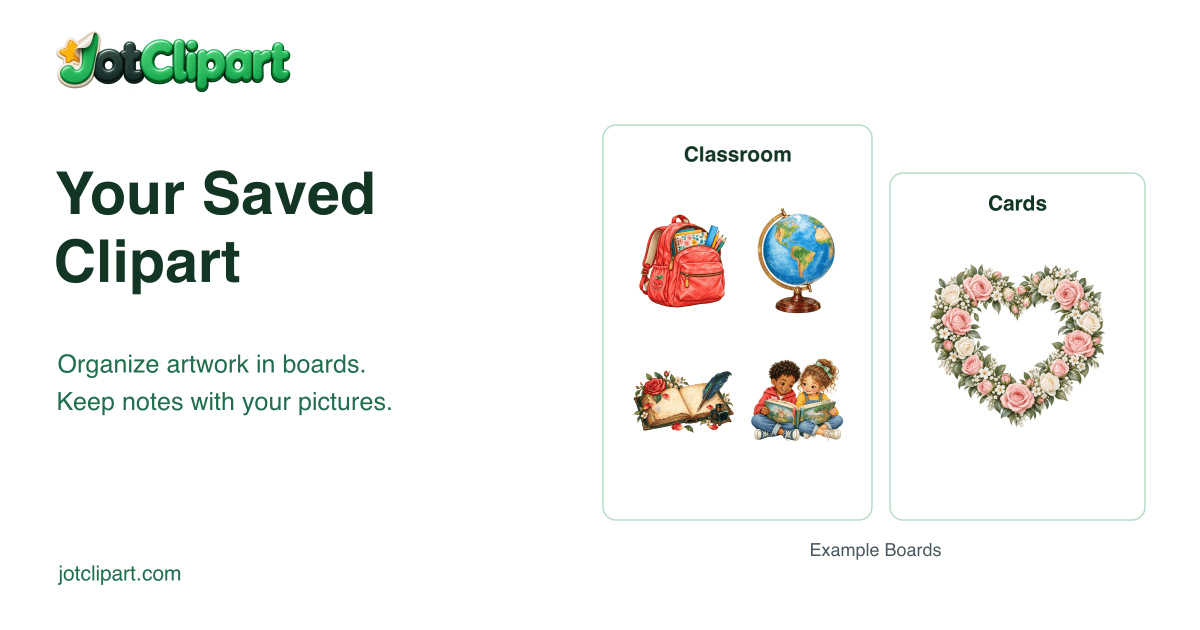 JotClipart
Your Saved
Clipart
Organize artwork in boards.
Keep notes with your pictures.
jotclipart.com
Classroom
Cards
Example Boards